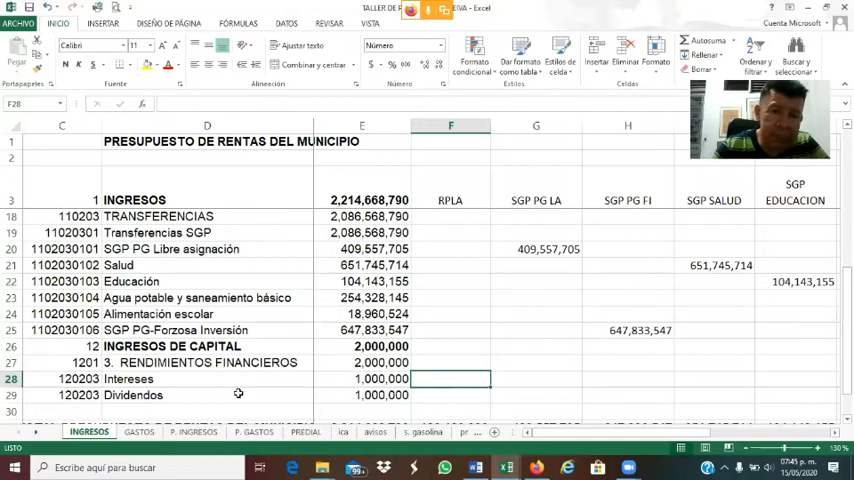 TALLER DE P EIVA - Excel
ARCHIVO INICIO INSERTAR DISEÑO DE PÁGINA FÓRMULAS DATOS REVISAR VISTA Cuenta Microsoft
Calibri 11 Ajustar texto Número Autosuma
Pegar N K S Combinar y centrar $ % 000 Formato condicional Dar formato como tabla Estilos de celda Insertar Eliminar Formato Rellenar Borrar Ordenar y filtrar Buscar y seleccionar
Portapapeles Fuente Alineación Número Estilos Celdas
F28 fx
C D E F G H I J
1 PRESUPUESTO DE RENTAS DEL MUNICIPIO
2
3 1 INGRESOS 2,214,668,790 RPLA SGP PG LA SGP PG FI SGP SALUD SGP EDUCACION
18 110203 TRANSFERENCIAS 2,086,568,790
19 11020301 Transferencias SGP 2,086,568,790
20 1102030101 SGP PG Libre asignación 409,557,705 409,557,705
21 1102030102 Salud 651,745,714 651,745,714
22 1102030103 Educación 104,143,155 104,143,155
23 1102030104 Agua potable y saneamiento básico 254,328,145
24 1102030105 Alimentación escolar 18,960,524
25 1102030106 SGP PG-Forzosa Inversión 647,833,547 647,833,547
26 12 INGRESOS DE CAPITAL 2,000,000
27 1201 3. RENDIMIENTOS FINANCIEROS 2,000,000
28 120203 Intereses 1,000,000
29 120203 Dividendos 1,000,000
30
INGRESOS GASTOS P. INGRESOS P. GASTOS PREDIAL ica avisos s. gasolina pr ...
LISTO 130 %
Escribe aquí para buscar 99+ 07:45 p. m.
15/05/2020